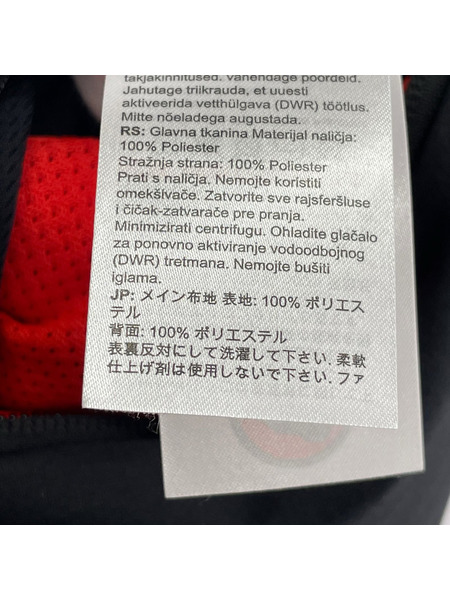 takjakinnitused. Vahendage poordeid.
Jahutage triikrauda, et uuesti
aktiveerida vetthülgava (DWR) töötlus.
Mitte nõeladega augustada.
RS: Glavna tkanina Materijal naličja:
100% Poliester
Stražnja strana: 100% Poliester
Prati s naličja. Nemojte koristiti
omekšivače. Zatvorite sve rajsferšluse
i čičak-zatvarače per pranja.
Minimizirati centrifugu. Ohladite glačalo
za ponovno aktiviranje vodoodbojnog
(DWR) tretmana. Nemojte bušiti
iglama.
JP: メイン布地 表地: 100% ポリエス
テル
背面: 100% ポリエステル
表裏反対にして洗濯して下さい. 柔軟
仕上げ剤は使用しないで下さい. ファ